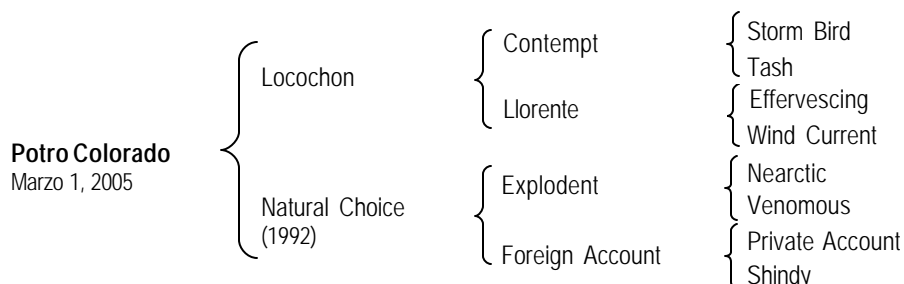 Potro Colorado
Marzo 1, 2005
Locochon
Natural Choice
(1992)
Contempt
Llorente
Explodent
Foreign Account
Storm Bird
Tash
Effervescing
Wind Current
Nearctic
Venomous
Private Account
Shindy